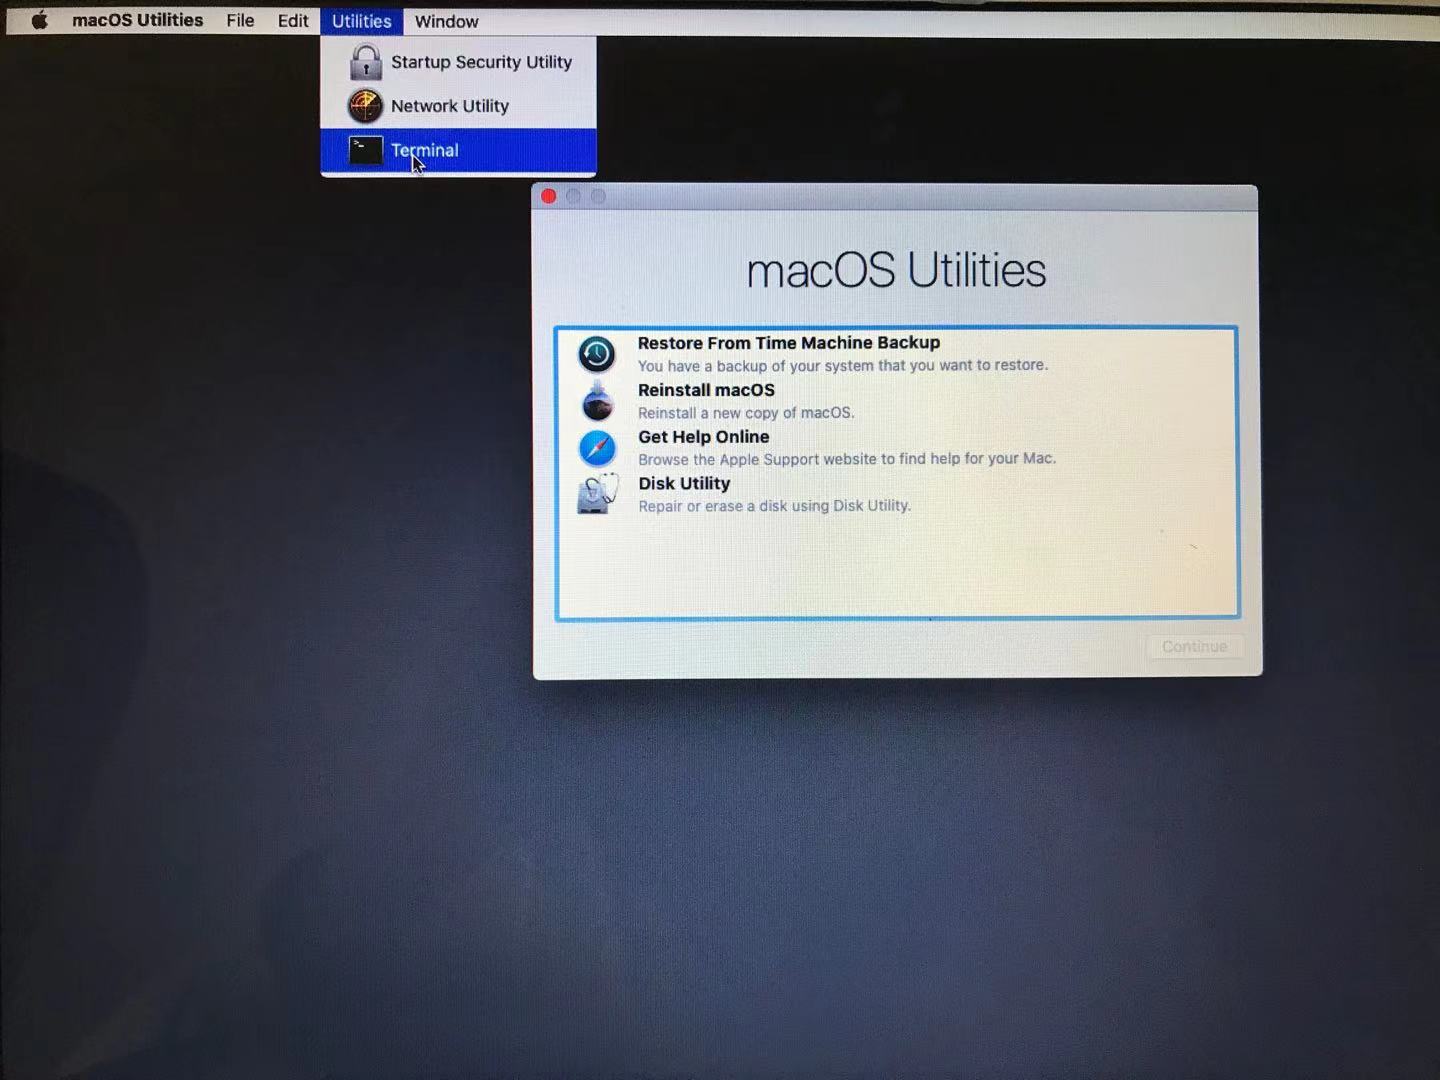 macOS Utilities File Edit Utilities Window
Startup Security Utility
Network Utility
>_ Terminal
macOS Utilities
Restore From Time Machine Backup
You have a backup of your system that you want to restore.
Reinstall macOS
Reinstall a new copy of macOS.
Get Help Online
Browse the Apple Support website to find help for your Mac.
Disk Utility
Repair or erase a disk using Disk Utility.
Continue